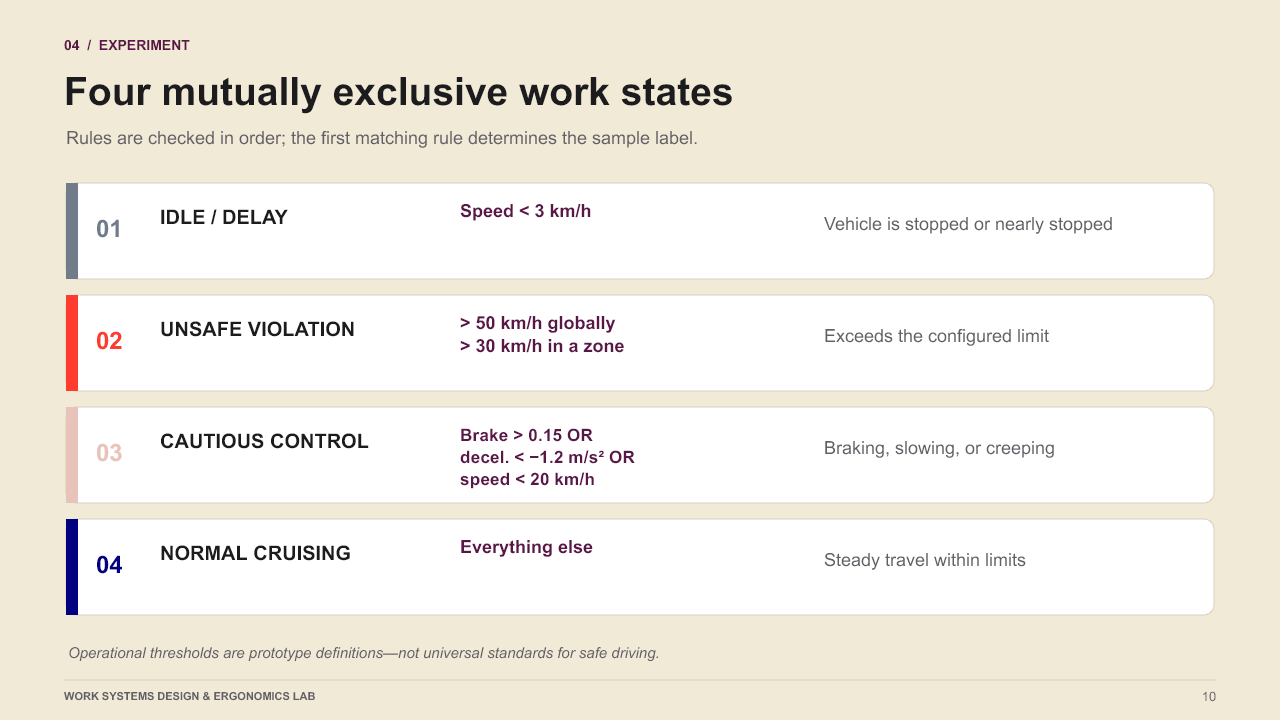 04 / EXPERIMENT
Four mutually exclusive work states
Rules are checked in order; the first matching rule determines the sample label.
01
IDLE / DELAY
Speed < 3 km/h
Vehicle is stopped or nearly stopped
02
UNSAFE VIOLATION
> 50 km/h globally
> 30 km/h in a zone
Exceeds the configured limit
03
CAUTIOUS CONTROL
Brake > 0.15 OR
decel. < −1.2 m/s² OR
speed < 20 km/h
Braking, slowing, or creeping
04
NORMAL CRUISING
Everything else
Steady travel within limits
Operational thresholds are prototype definitions—not universal standards for safe driving.
WORK SYSTEMS DESIGN & ERGONOMICS LAB
10